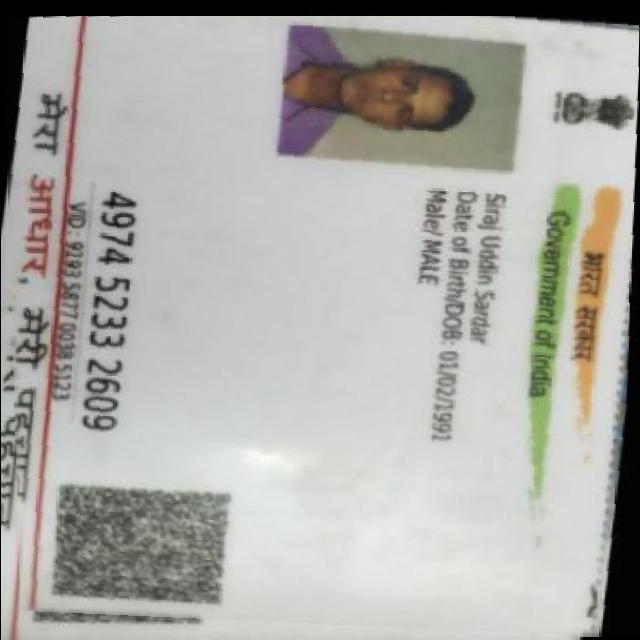 भारत सरकार
Government of India
Siraj Uddin Sardar
Date of Birth/DOB: 01/02/1991
Male/ MALE
4974 5233 2609
VID : 9193 5877 0038 5123
मेरा आधार, मेरी पहचान